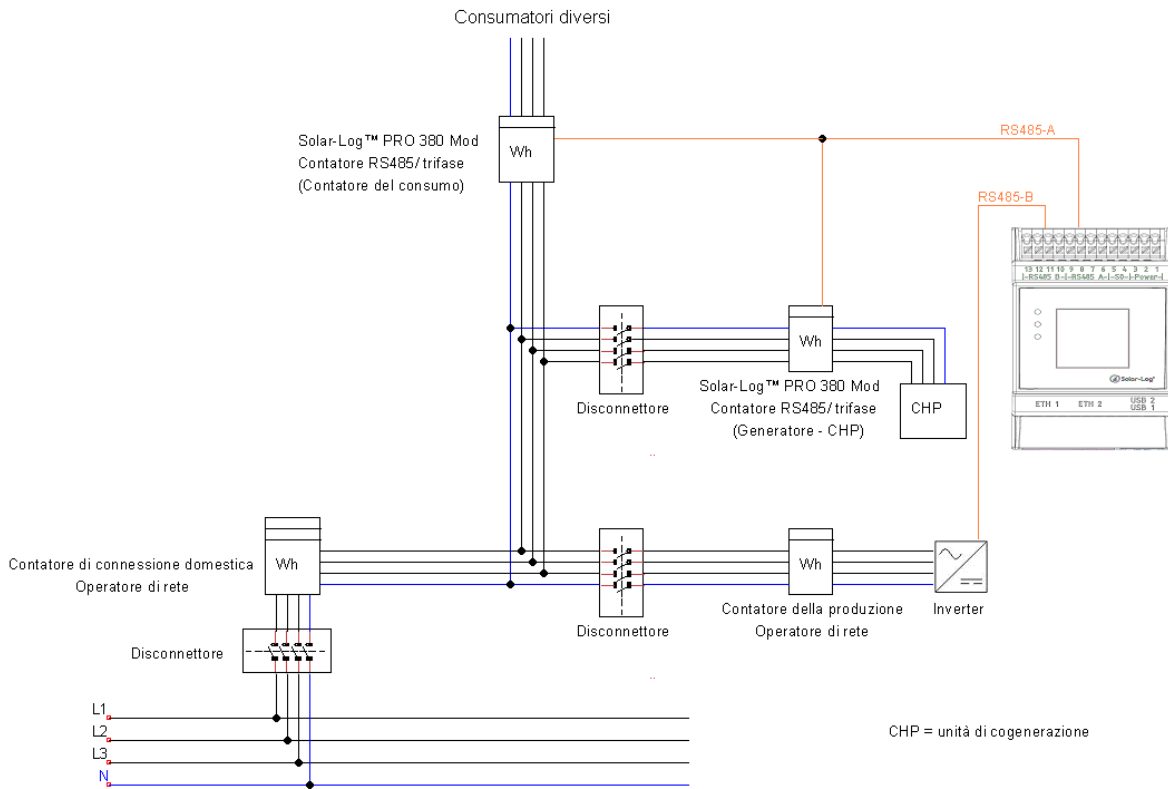 Consumatori diversi
Solar-Log™ PRO 380 Mod
Contatore RS485/trifase
(Contatore del consumo)
Wh
RS485-A
RS485-B
13 12 11 10 9 8 7 6 5 4 3 2 1
|-RS485 B-|-RS485 A-|-S0-|-Power-|
Solar-Log®
ETH 1 ETH 2 USB 2
USB 1
Wh
Disconnettore
Solar-Log™ PRO 380 Mod
Contatore RS485/trifase
(Generatore - CHP)
CHP
Contatore di connessione domestica
Operatore di rete
Wh
Disconnettore
Wh
Contatore della produzione
Operatore di rete
Inverter
Disconnettore
L1
L2
L3
N
CHP = unità di cogenerazione